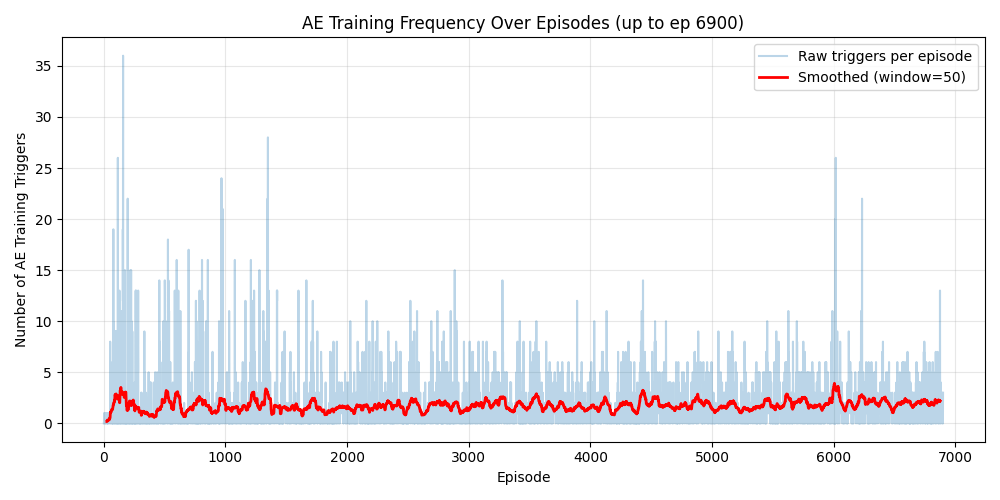 AE Training Frequency Over Episodes (up to ep 6900)
Raw triggers per episode
Smoothed (window=50)
Number of AE Training Triggers
35
30
25
20
15
10
5
0
0 1000 2000 3000 4000 5000 6000 7000
Episode